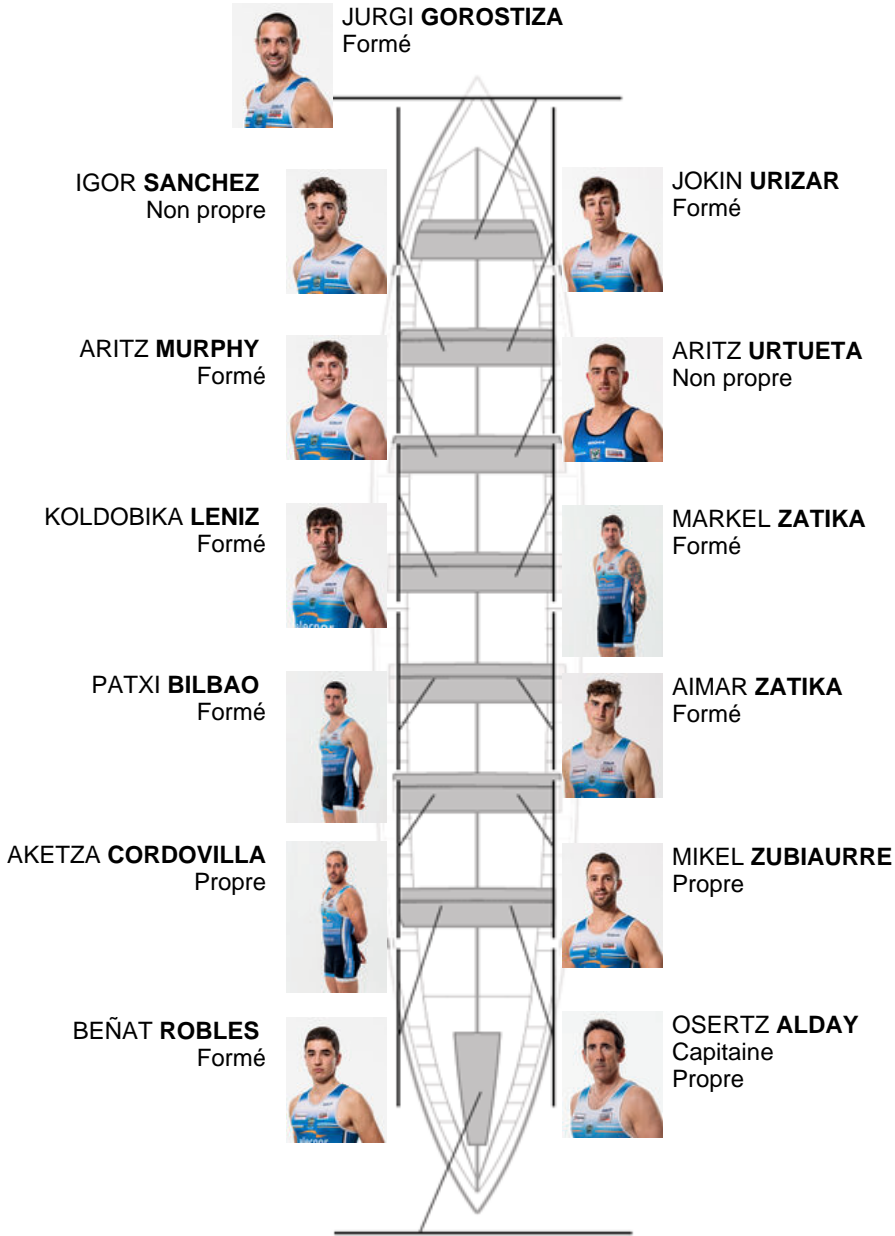 JURGI GOROSTIZA
Formé
IGOR SANCHEZ
Non propre
JOKIN URIZAR
Formé
ARITZ MURPHY
Formé
ARITZ URTUETA
Non propre
KOLDOBIKA LENIZ
Formé
MARKEL ZATIKA
Formé
PATXI BILBAO
Formé
AIMAR ZATIKA
Formé
AKETZA CORDOVILLA
Propre
MIKEL ZUBIAURRE
Propre
BEÑAT ROBLES
Formé
OSERTZ ALDAY
Capitaine
Propre